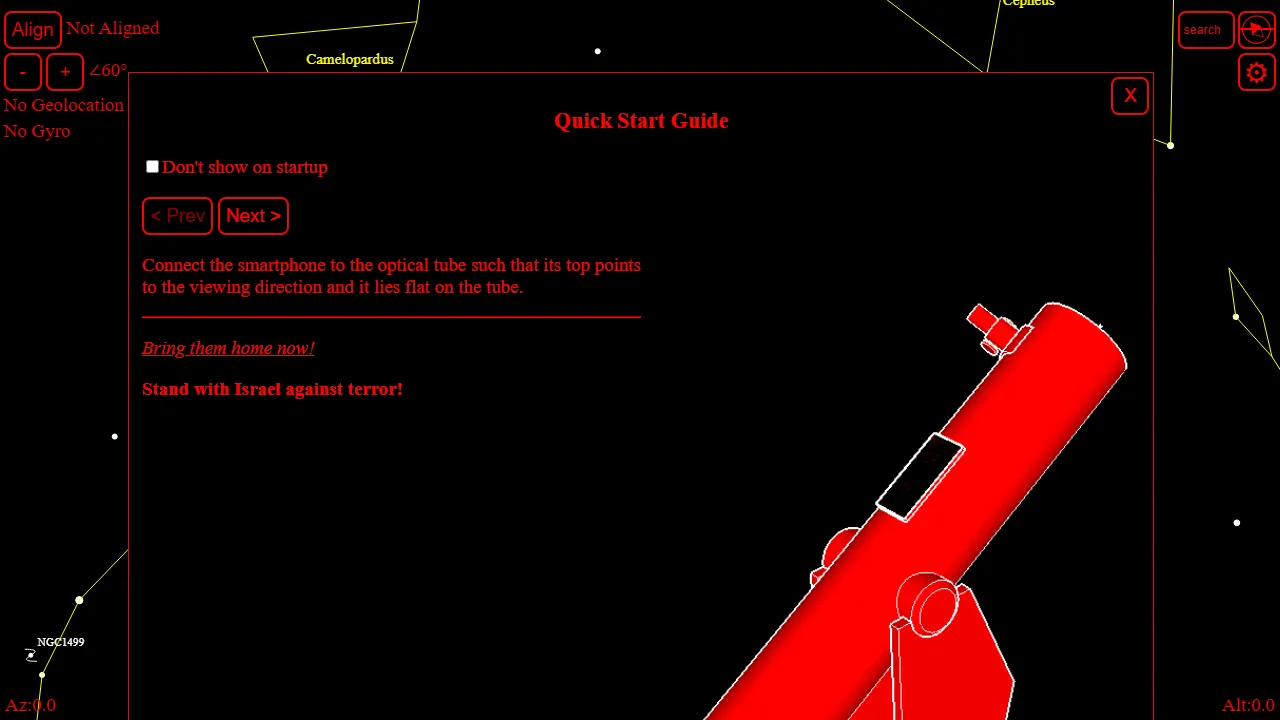 Align Not Aligned
Cepheus
search
Camelopardus
- + ∠60°
No Geolocation
No Gyro
X
Quick Start Guide
Don't show on startup
< Prev Next >
Connect the smartphone to the optical tube such that its top points
to the viewing direction and it lies flat on the tube.
Bring them home now!
Stand with Israel against terror!
NGC1499
Az:0.0
Alt:0.0